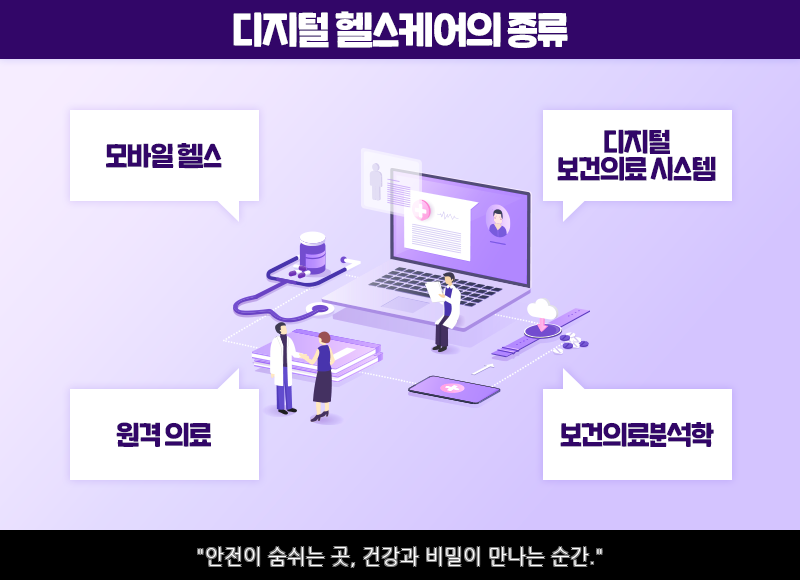 디지털 헬스케어의 종류
모바일 헬스
디지털
보건의료 시스템
원격 의료
보건의료분석학
"안전이 숨쉬는 곳, 건강과 비밀이 만나는 순간."